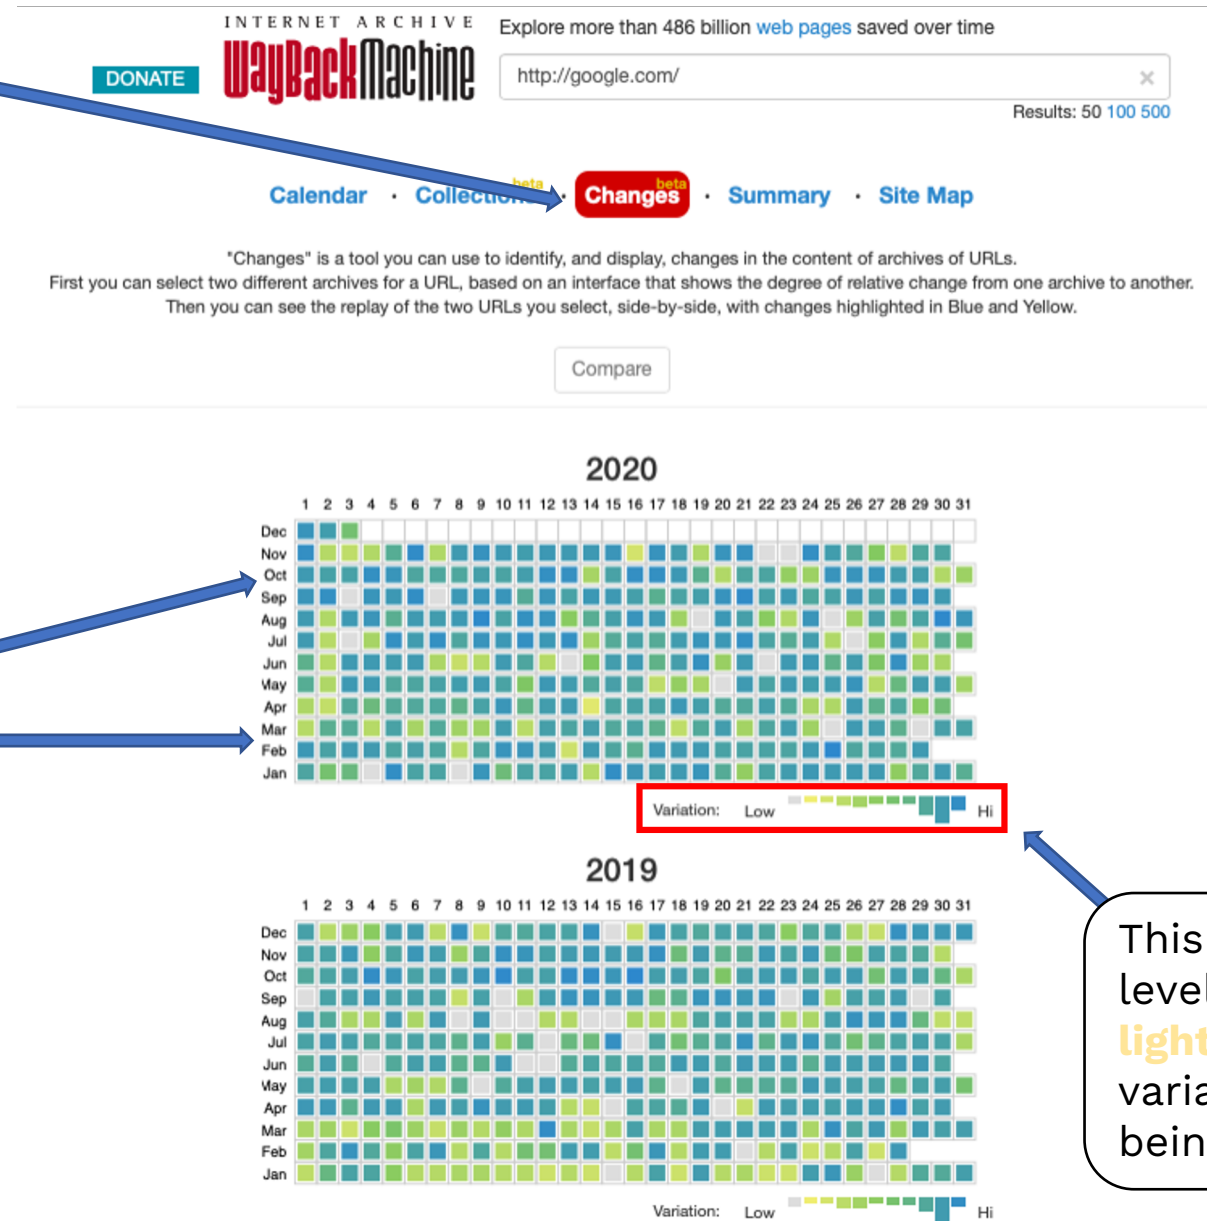 INTERNET ARCHIVE
WayBackMachine
DONATE
Explore more than 486 billion web pages saved over time
http://google.com/ ×
Results: 50 100 500
Calendar · Collections beta · Changes beta · Summary · Site Map
"Changes" is a tool you can use to identify, and display, changes in the content of archives of URLs.
First you can select two different archives for a URL, based on an interface that shows the degree of relative change from one archive to another.
Then you can see the replay of the two URLs you select, side-by-side, with changes highlighted in Blue and Yellow.
Compare
2020
1 2 3 4 5 6 7 8 9 10 11 12 13 14 15 16 17 18 19 20 21 22 23 24 25 26 27 28 29 30 31
Dec
Nov
Oct
Sep
Aug
Jul
Jun
May
Apr
Mar
Feb
Jan
Variation: Low Hi
2019
1 2 3 4 5 6 7 8 9 10 11 12 13 14 15 16 17 18 19 20 21 22 23 24 25 26 27 28 29 30 31
Dec
Nov
Oct
Sep
Aug
Jul
Jun
May
Apr
Mar
Feb
Jan
Variation: Low Hi
This
level
light
varia
bein